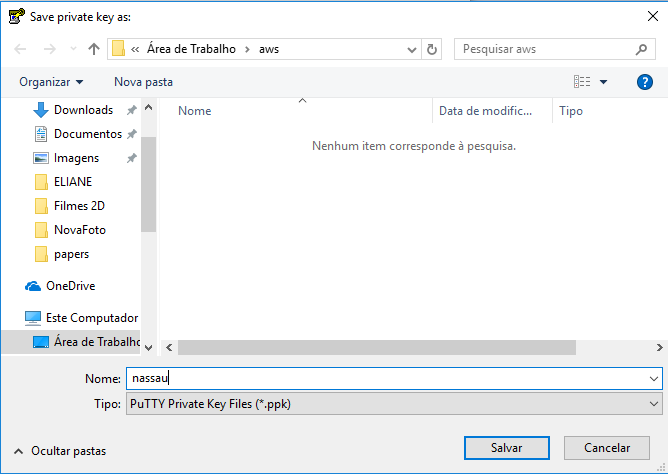 Save private key as:
« Área de Trabalho > aws
Pesquisar aws
Organizar
Nova pasta
?
Downloads
Documentos
Imagens
ELIANE
Filmes 2D
NovaFoto
papers
OneDrive
Este Computador
Área de Trabalho
Nome
Data de modific...
Tipo
Nenhum item corresponde à pesquisa.
Nome: nassau
Tipo: PuTTY Private Key Files (*.ppk)
Ocultar pastas
Salvar
Cancelar